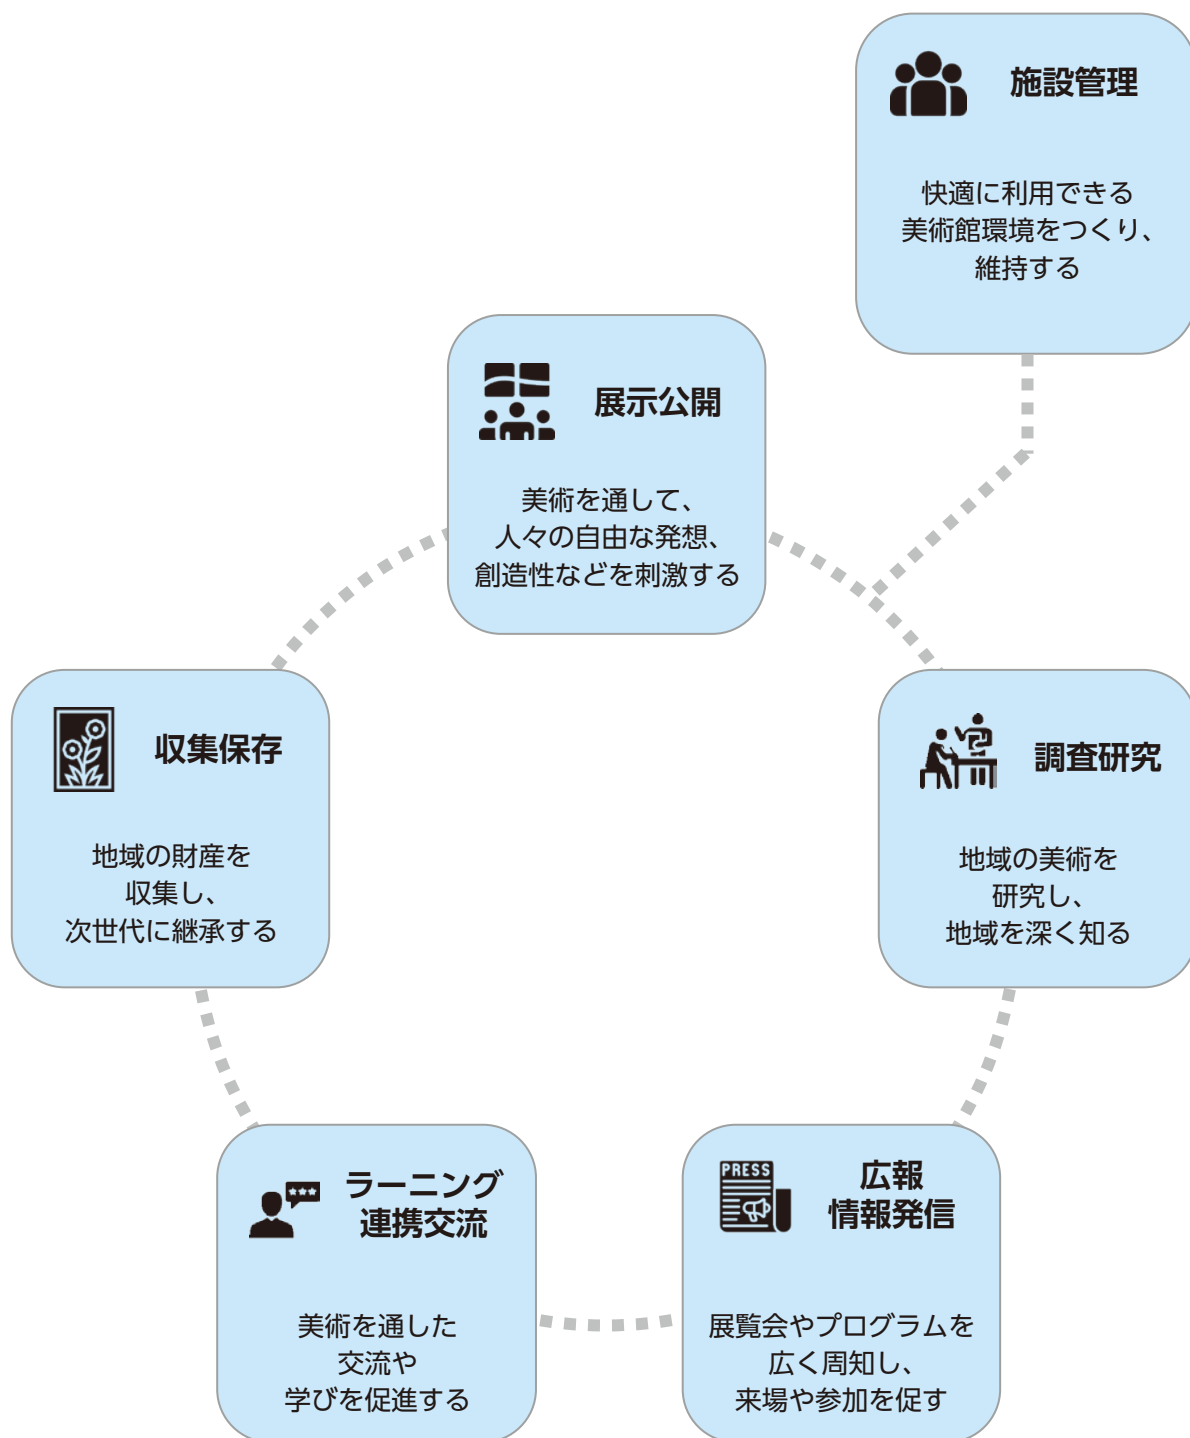 施設管理
快適に利用できる
美術館環境をつくり、
維持する
展示公開
美術を通して、
人々の自由な発想、
創造性などを刺激する
収集保存
地域の財産を
収集し、
次世代に継承する
調査研究
地域の美術を
研究し、
地域を深く知る
ラーニング
連携交流
美術を通した
交流や
学びを促進する
PRESS
広報
情報発信
展覧会やプログラムを
広く周知し、
来場や参加を促す